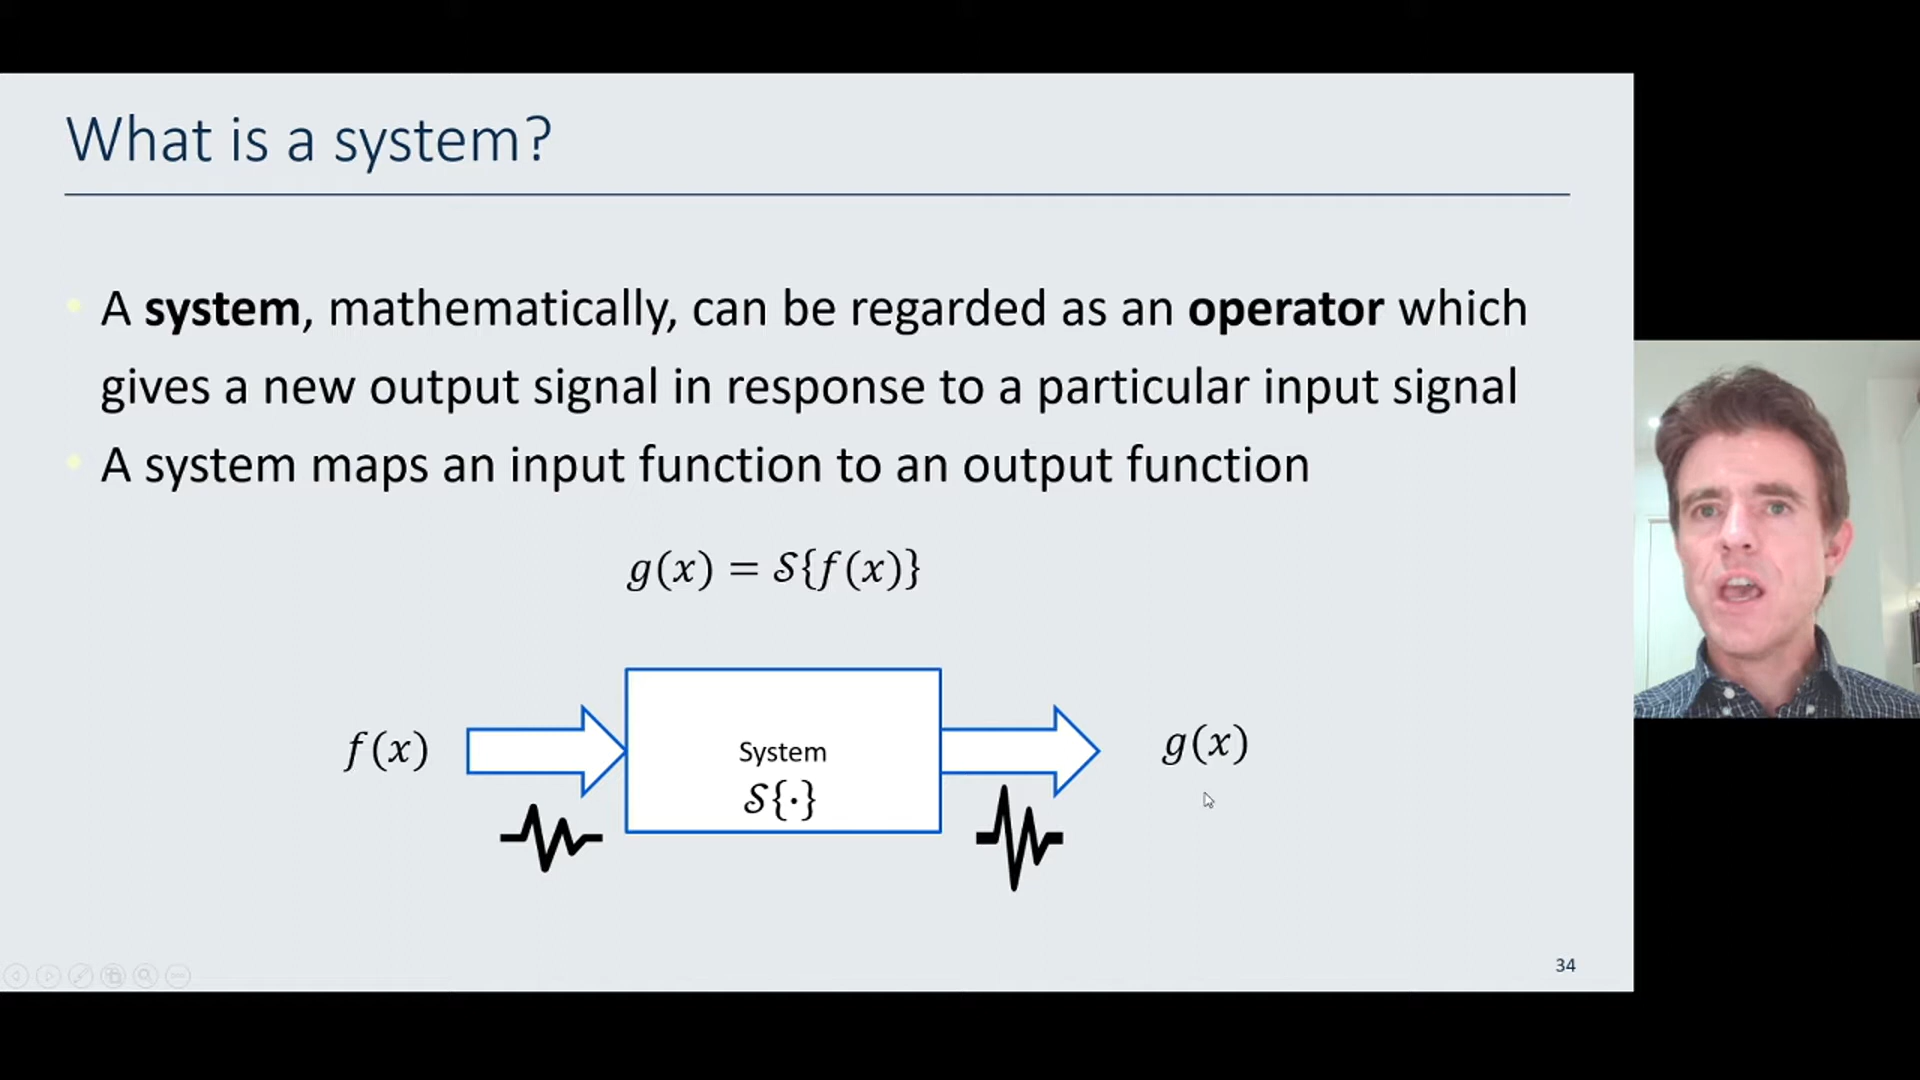 What is a system?
• A system, mathematically, can be regarded as an operator which
gives a new output signal in response to a particular input signal
• A system maps an input function to an output function
g(x) = 𝒮{f(x)}
f(x)
System
𝒮{·}
g(x)
34